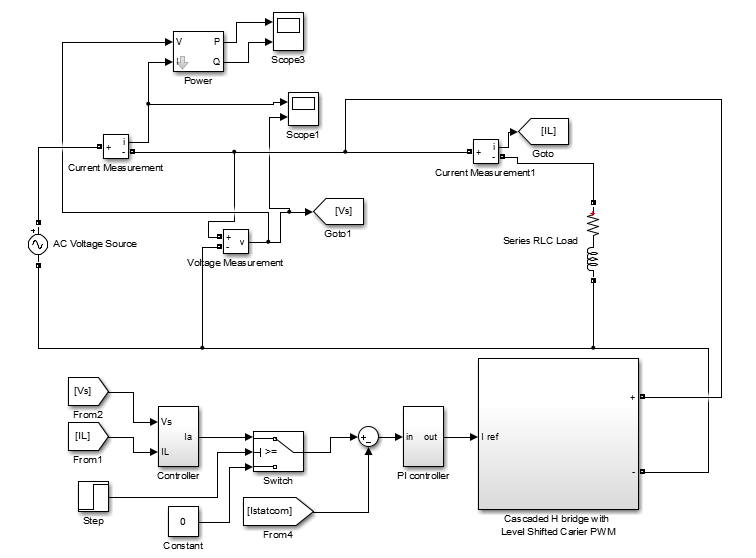 V
P
I
Q
Power
Scope3
Scope1
+
i
-
Current Measurement
+
i
-
Current Measurement1
[IL]
Goto
[Vs]
Goto1
+
AC Voltage Source
+
-
v
Voltage Measurement
Series RLC Load
[Vs]
From2
[IL]
From1
Vs
Ia
IL
Controller
>=
Switch
Step
0
Constant
[Istatcom]
From4
+
-
in
out
PI controller
I ref
+
-
Cascaded H bridge with
Level Shifted Carier PWM